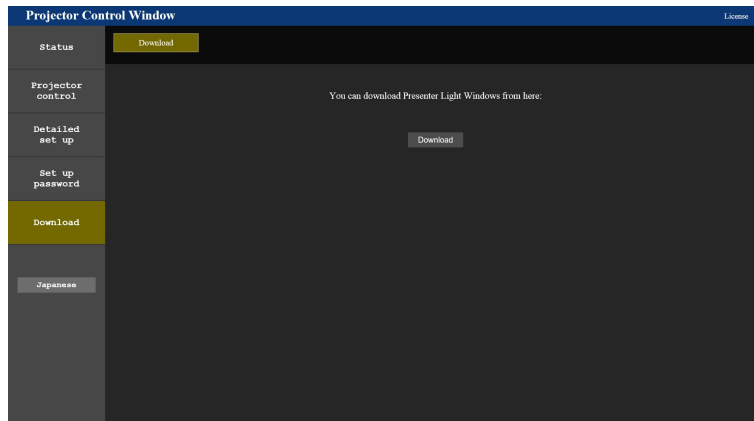 Projector Control Window
License
Status
Download
Projector
control
You can download Presenter Light Windows from here:
Detailed
set up
Download
Set up
password
Download
Japanese